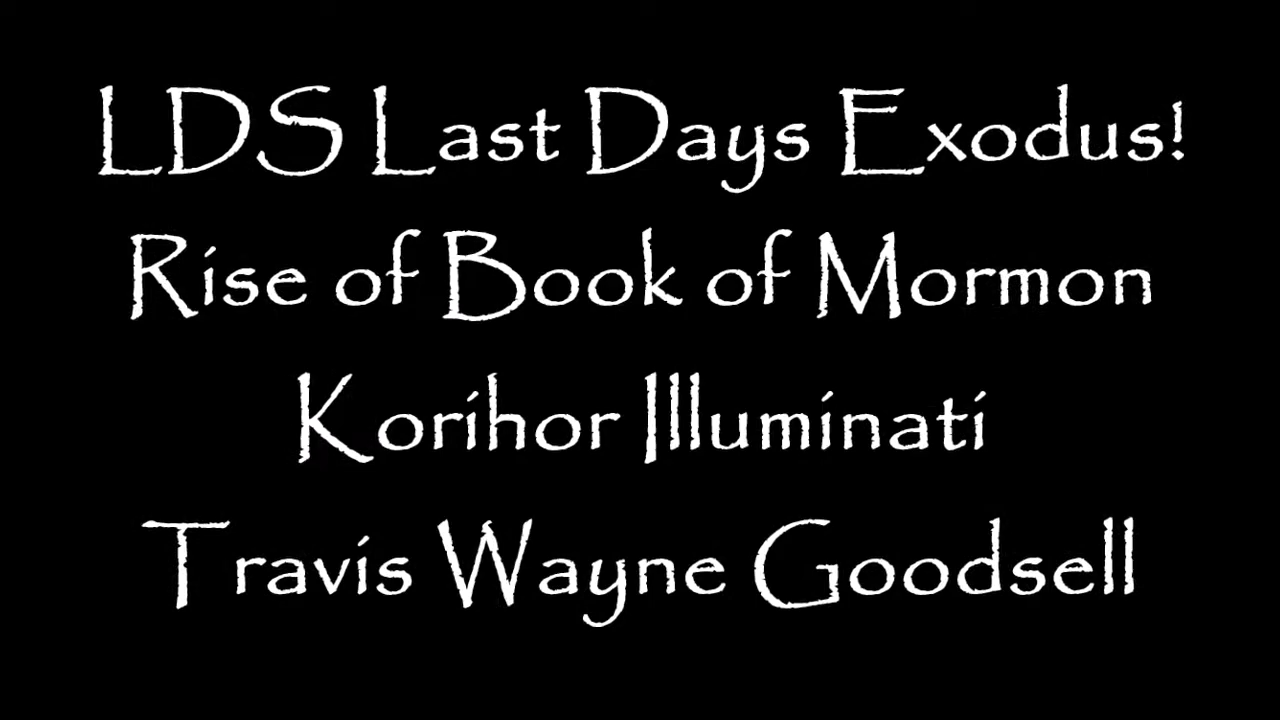 LDS Last Days Exodus!
Rise of Book of Mormon
Korihor Illuminati
Travis Wayne Goodsell